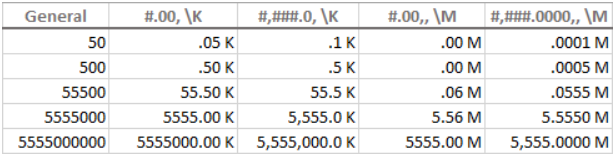 General #.00, \K #,###.0, \K #.00,, \M #,###.0000,, \M
50 .05 K .1 K .00 M .0001 M
500 .50 K .5 K .00 M .0005 M
55500 55.50 K 55.5 K .06 M .0555 M
5555000 5555.00 K 5,555.0 K 5.56 M 5.5550 M
5555000000 5555000.00 K 5,555,000.0 K 5555.00 M 5,555.0000 M